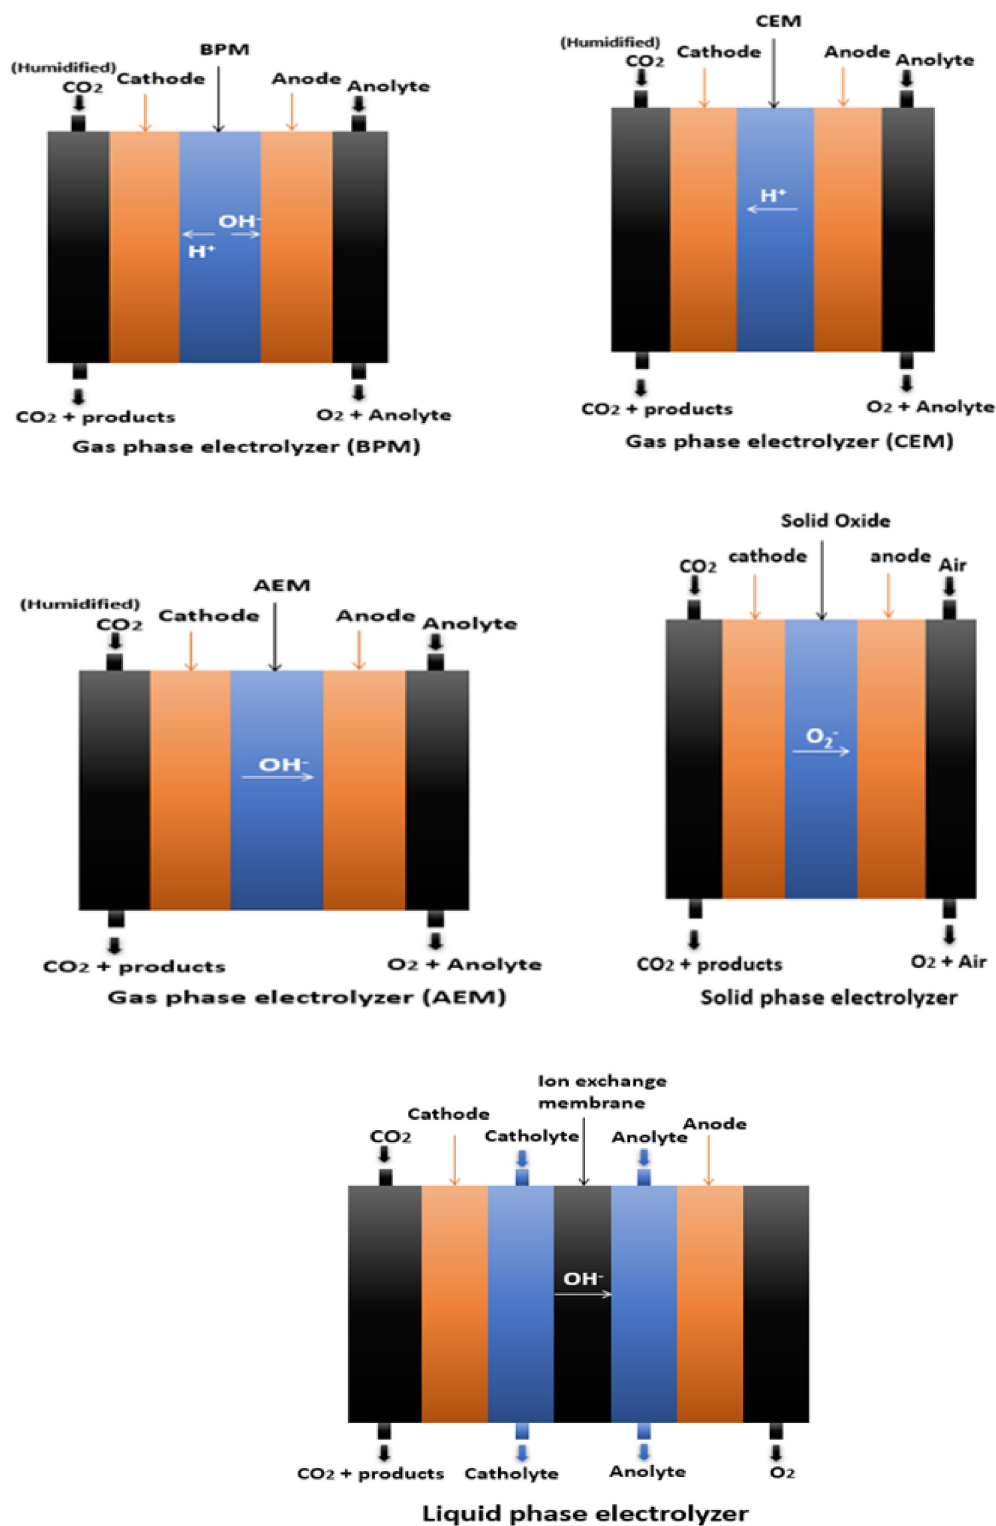 BPM
(Humidified)
CO2 Cathode Anode Anolyte
OH-
H+
CO2 + products O2 + Anolyte
Gas phase electrolyzer (BPM)
CEM
(Humidified)
CO2 Cathode Anode Anolyte
H+
CO2 + products O2 + Anolyte
Gas phase electrolyzer (CEM)
AEM
(Humidified)
CO2 Cathode Anode Anolyte
OH-
CO2 + products O2 + Anolyte
Gas phase electrolyzer (AEM)
Solid Oxide
CO2 cathode anode Air
O2-
CO2 + products O2 + Air
Solid phase electrolyzer
Ion exchange
membrane
CO2 Cathode Catholyte Anolyte Anode
OH-
CO2 + products Catholyte Anolyte O2
Liquid phase electrolyzer